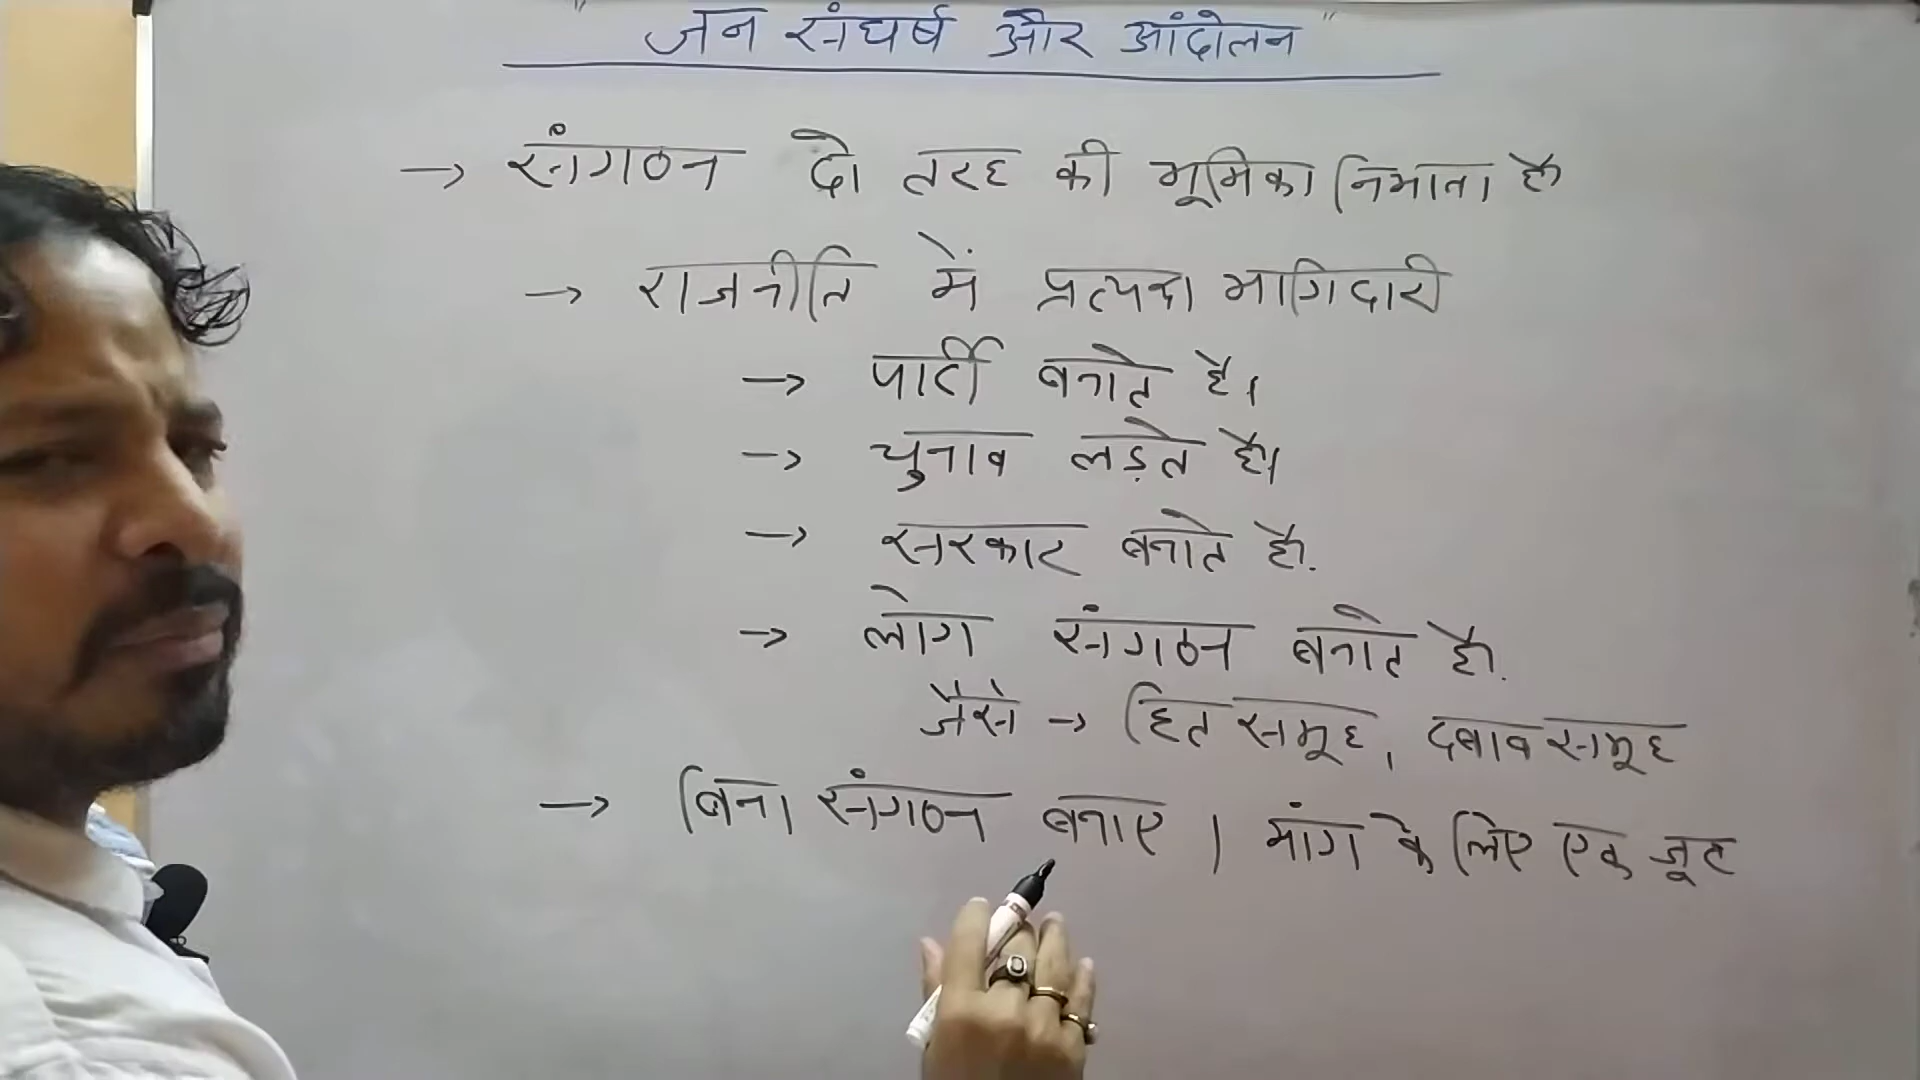 " जन संघर्ष और आंदोलन "
→ संगठन दो तरह की भूमिका निभाता है
→ राजनीति में प्रत्यक्ष भागिदारी
→ पार्टी बनाते है।
→ चुनाव लड़ते है।
→ सरकार बनाते है.
→ लोग संगठन बनाते है.
जैसे → हित समूह, दबाव समूह
→ बिना संगठन बनाए । मांग के लिए एक जूट